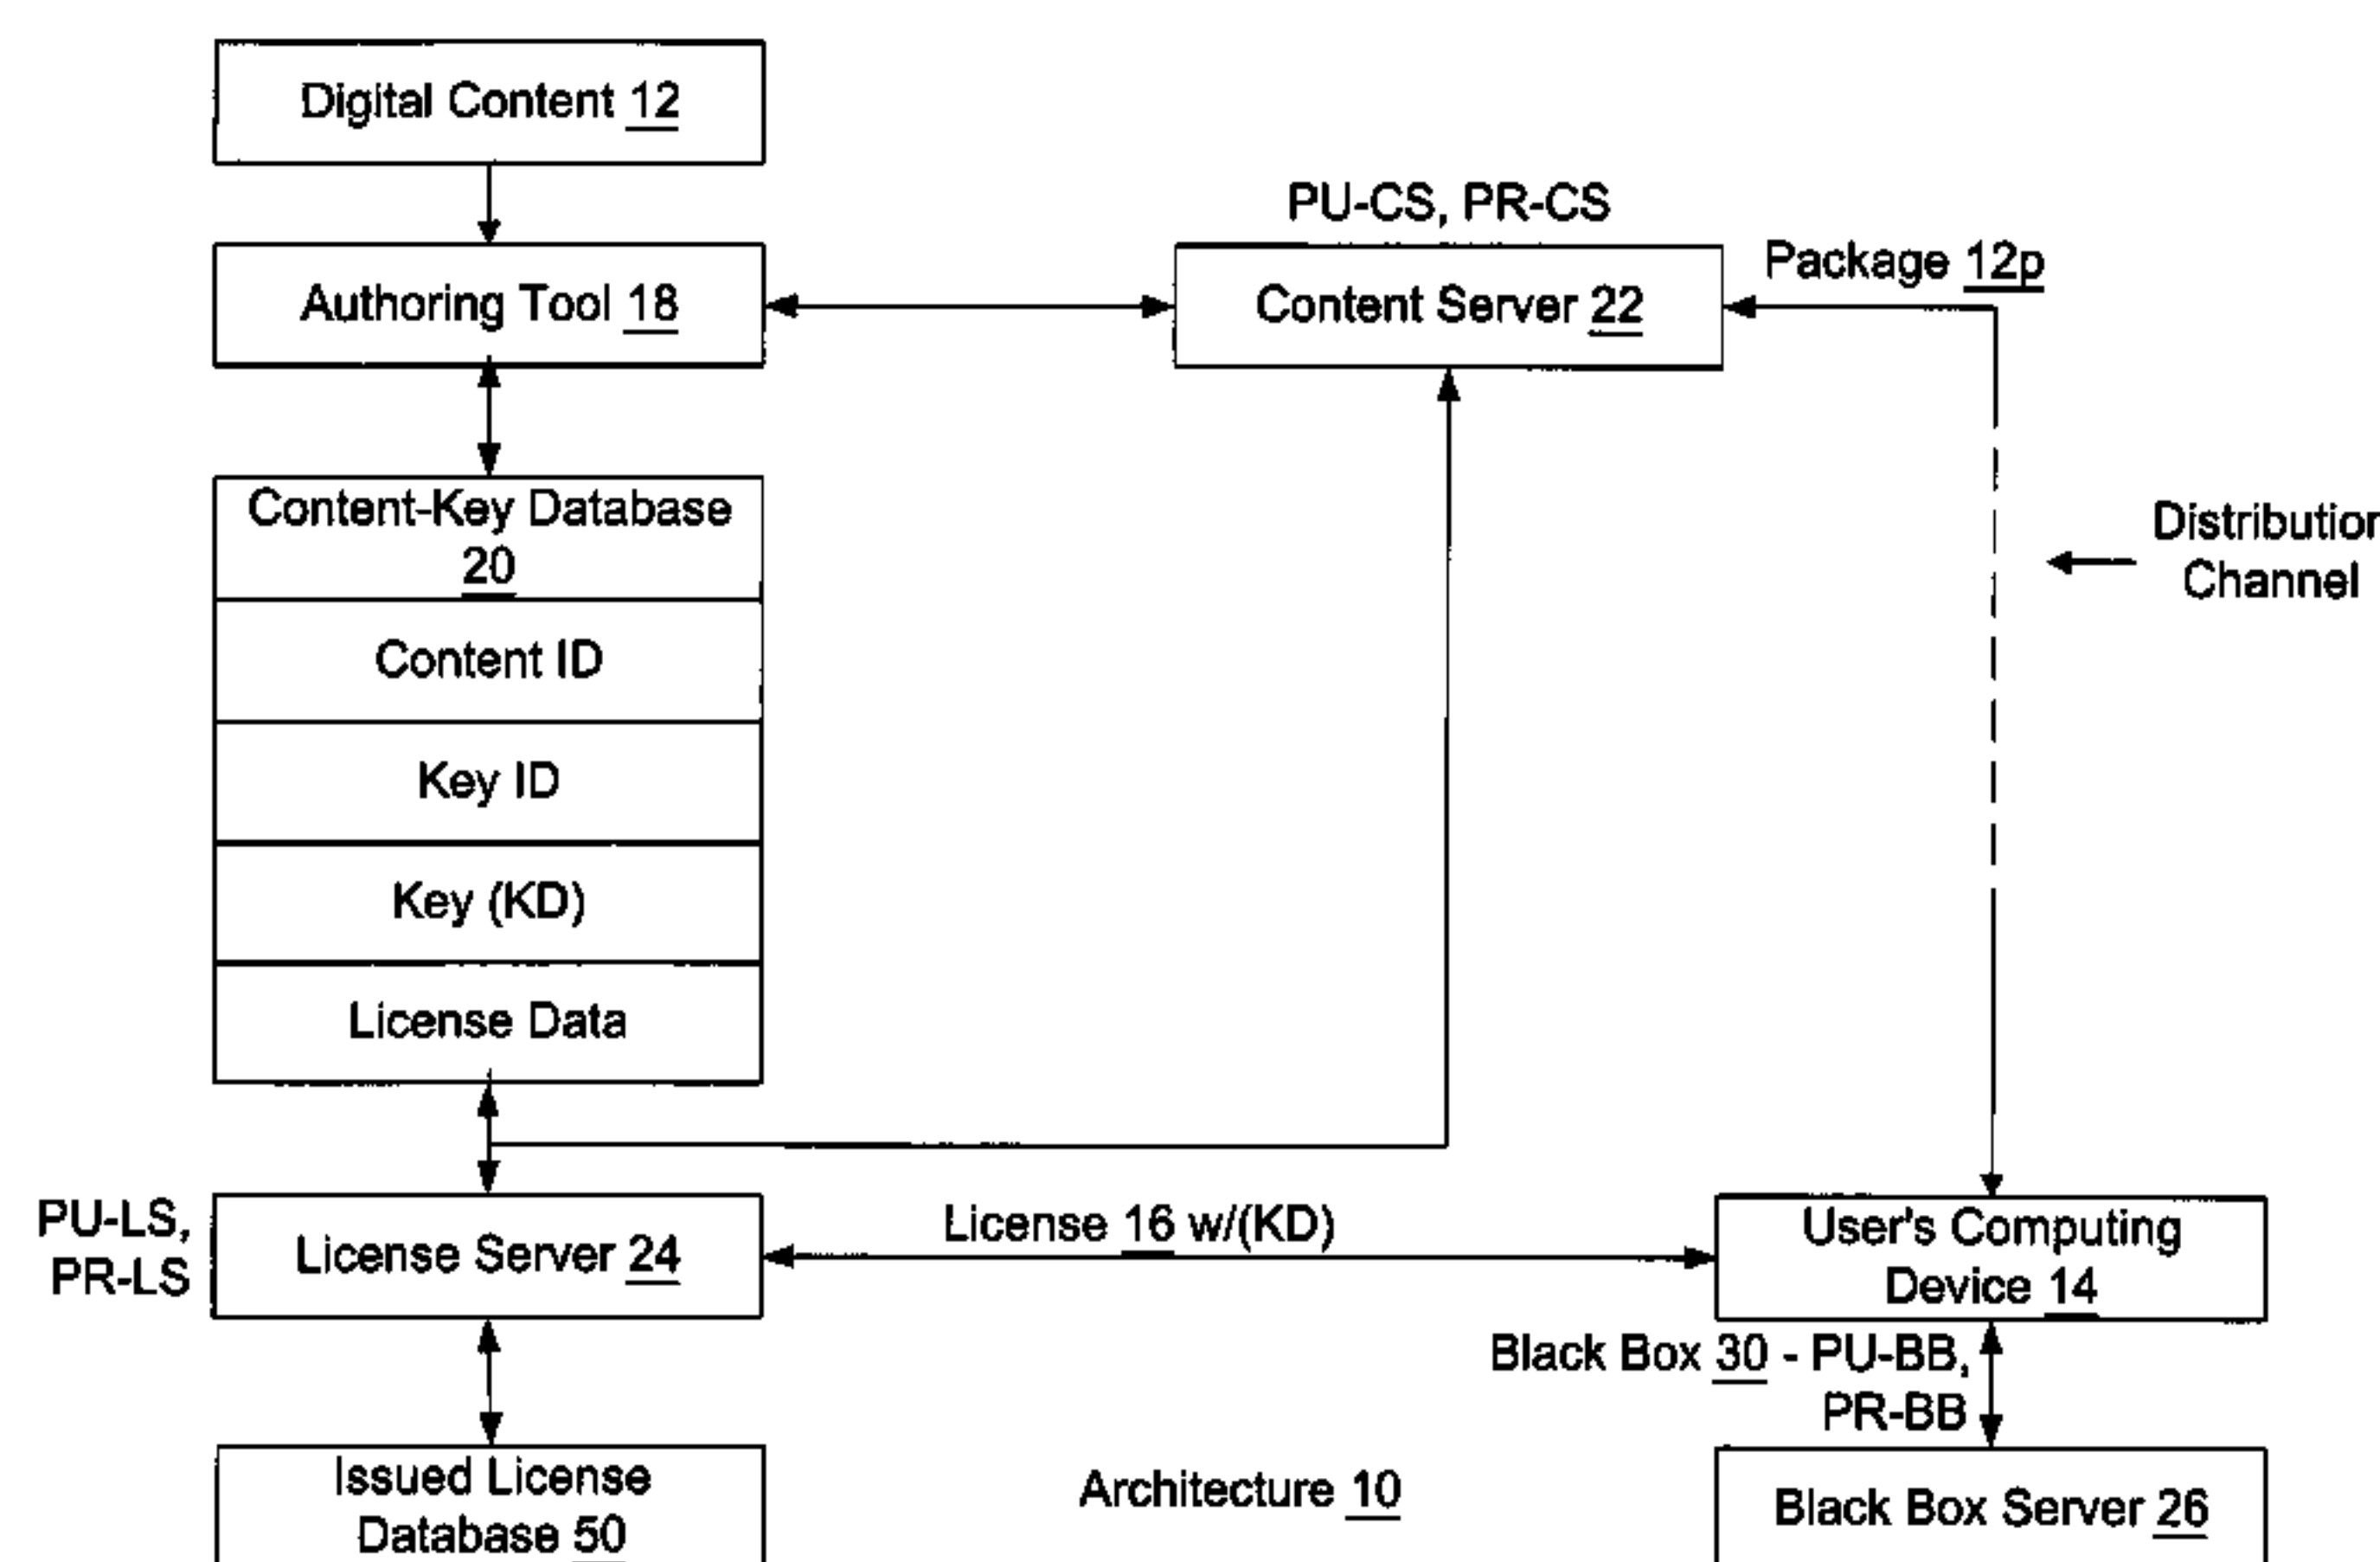 Digital Content 12
PU-CS, PR-CS
Package 12p
Authoring Tool 18
Content Server 22
Content-Key Database
20
Distribution
Channel
Content ID
Key ID
Key (KD)
License Data
PU-LS,
PR-LS
License Server 24
License 16 w/(KD)
User's Computing
Device 14
Black Box 30 - PU-BB,
PR-BB
Issued License
Database 50
Architecture 10
Black Box Server 26